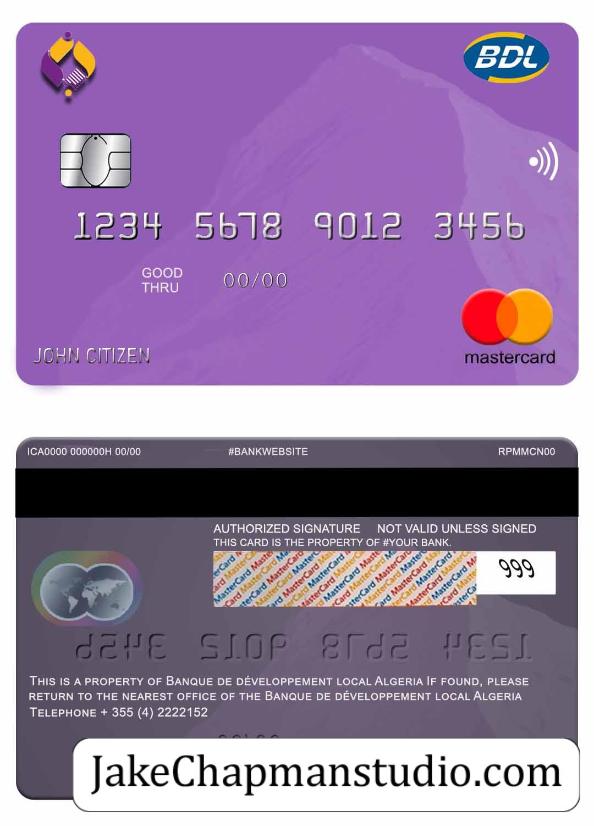 BDL
1234 5678 9012 3456
GOOD
THRU
00/00
JOHN CITIZEN
mastercard
ICA0000 000000H 00/00 #BANKWEBSITE RPMMCN00
AUTHORIZED SIGNATURE NOT VALID UNLESS SIGNED
THIS CARD IS THE PROPERTY OF #YOUR BANK.
999
THIS IS A PROPERTY OF BANQUE DE DÉVELOPPEMENT LOCAL ALGERIA IF FOUND, PLEASE
RETURN TO THE NEAREST OFFICE OF THE BANQUE DE DÉVELOPPEMENT LOCAL ALGERIA
TELEPHONE + 355 (4) 2222152
JakeChapmanstudio.com